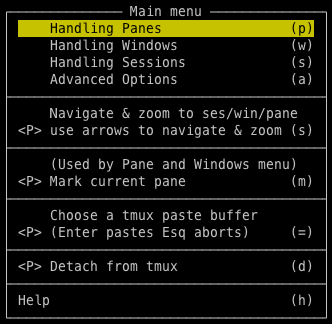 Main menu
Handling Panes (p)
Handling Windows (w)
Handling Sessions (s)
Advanced Options (a)
Navigate & zoom to ses/win/pane
<P> use arrows to navigate & zoom (s)
(Used by Pane and Windows menu)
<P> Mark current pane (m)
Choose a tmux paste buffer
<P> (Enter pastes Esq aborts) (=)
<P> Detach from tmux (d)
Help (h)